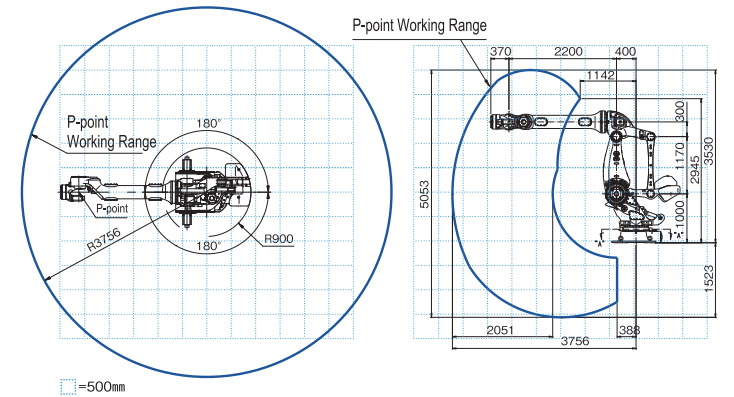 P-point
Working Range
180°
P-point
R3756
180°
R900
=500mm
P-point Working Range
370
2200
400
1142
300
1170
2945
3530
5053
1000
"A"
"A"
1523
2051
388
3756